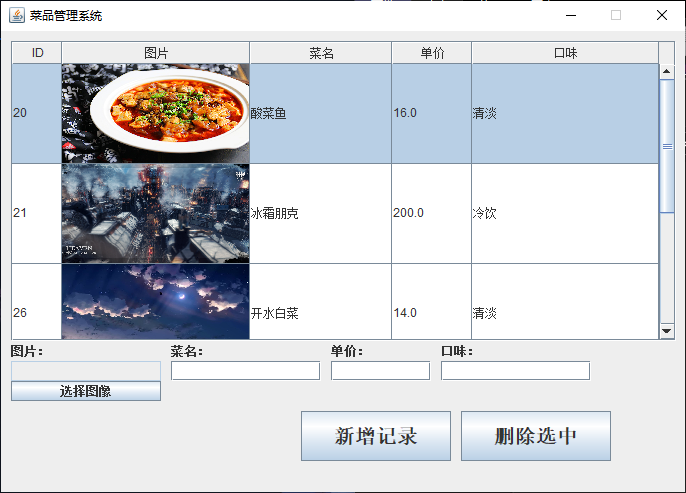 菜品管理系统
ID 图片 菜名 单价 口味
20 酸菜鱼 16.0 清淡
21 冰霜朋克 200.0 冷饮
26 开水白菜 14.0 清淡
图片: 菜名: 单价: 口味:
选择图像
新增记录 删除选中